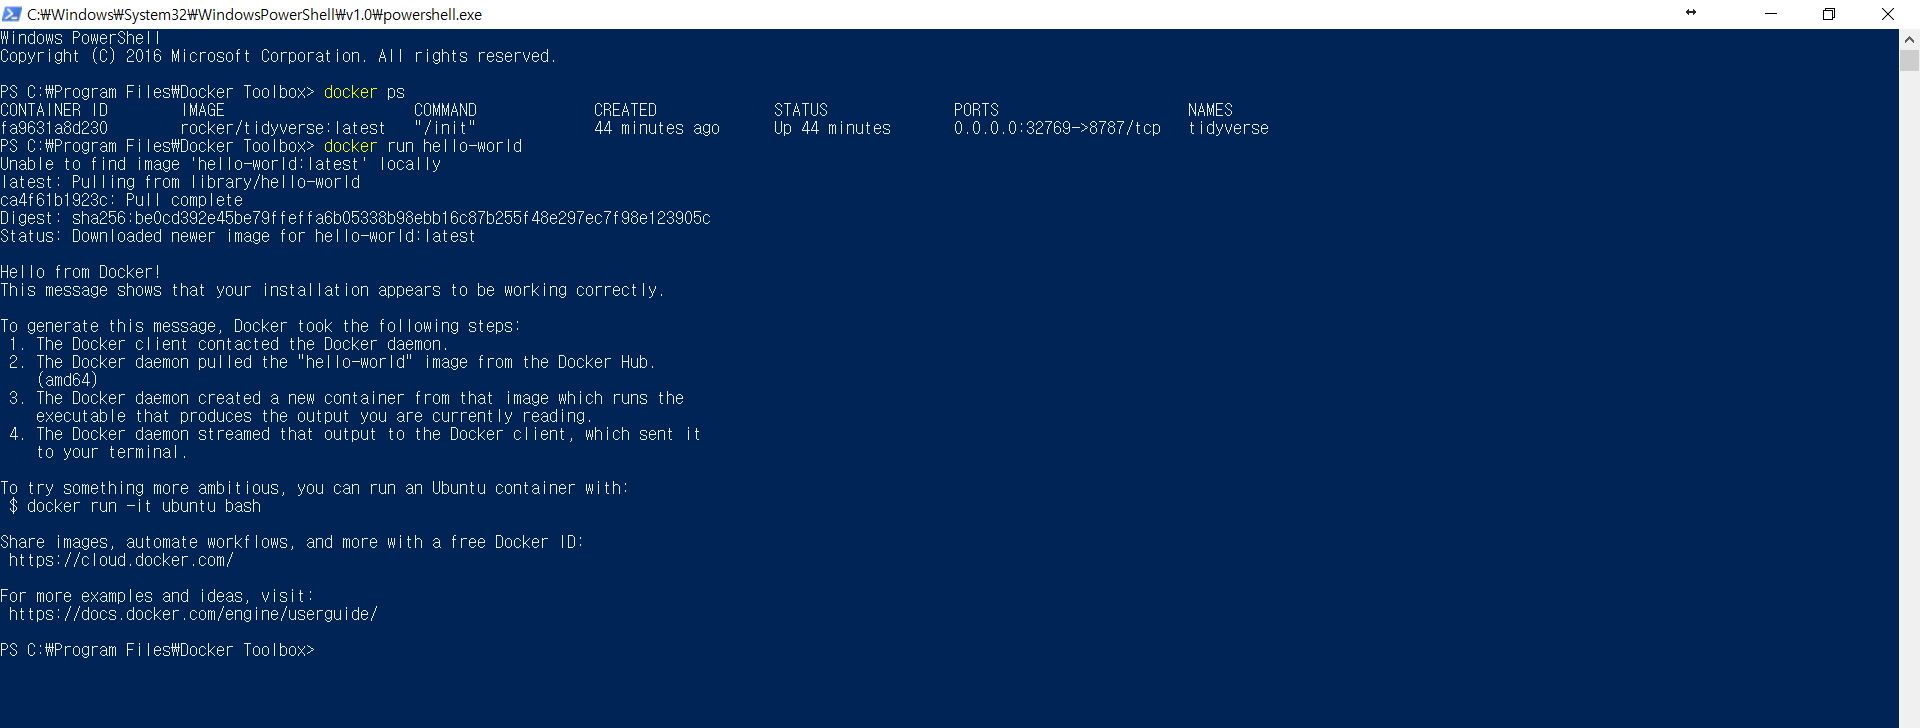 C:₩Windows₩System32₩WindowsPowerShell₩v1.0₩powershell.exe
Windows PowerShell
Copyright (C) 2016 Microsoft Corporation. All rights reserved.
PS C:₩Program Files₩Docker Toolbox> docker ps
CONTAINER ID        IMAGE                     COMMAND             CREATED             STATUS              PORTS                     NAMES
fa9631a8d230        rocker/tidyverse:latest   "/init"             44 minutes ago      Up 44 minutes       0.0.0.0:32769->8787/tcp   tidyverse
PS C:₩Program Files₩Docker Toolbox> docker run hello-world
Unable to find image 'hello-world:latest' locally
latest: Pulling from library/hello-world
ca4f61b1923c: Pull complete
Digest: sha256:be0cd392e45be79ffeffa6b05338b98ebb16c87b255f48e297ec7f98e123905c
Status: Downloaded newer image for hello-world:latest
Hello from Docker!
This message shows that your installation appears to be working correctly.
To generate this message, Docker took the following steps:
 1. The Docker client contacted the Docker daemon.
 2. The Docker daemon pulled the "hello-world" image from the Docker Hub.
    (amd64)
 3. The Docker daemon created a new container from that image which runs the
    executable that produces the output you are currently reading.
 4. The Docker daemon streamed that output to the Docker client, which sent it
    to your terminal.
To try something more ambitious, you can run an Ubuntu container with:
 $ docker run -it ubuntu bash
Share images, automate workflows, and more with a free Docker ID:
 https://cloud.docker.com/
For more examples and ideas, visit:
 https://docs.docker.com/engine/userguide/
PS C:₩Program Files₩Docker Toolbox>